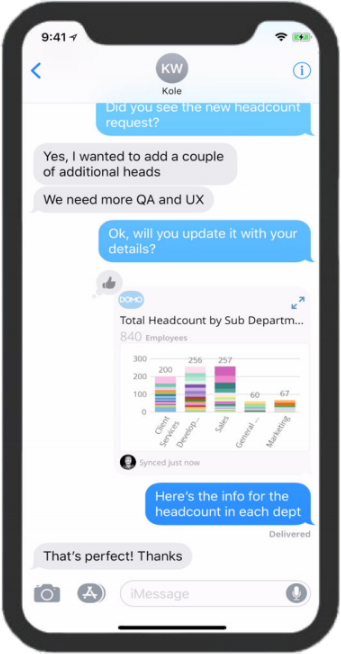 9:41
KW
Kole
Did you see the new headcount
request?
Yes, I wanted to add a couple
of additional heads
We need more QA and UX
Ok, will you update it with your
details?
DOMO
Total Headcount by Sub Departm...
840 Employees
300
200
100
0
200
256
257
60
67
Client
Services
Develop...
Sales
General ...
Marketing
Synced just now
Here's the info for the
headcount in each dept
Delivered
That's perfect! Thanks
iMessage